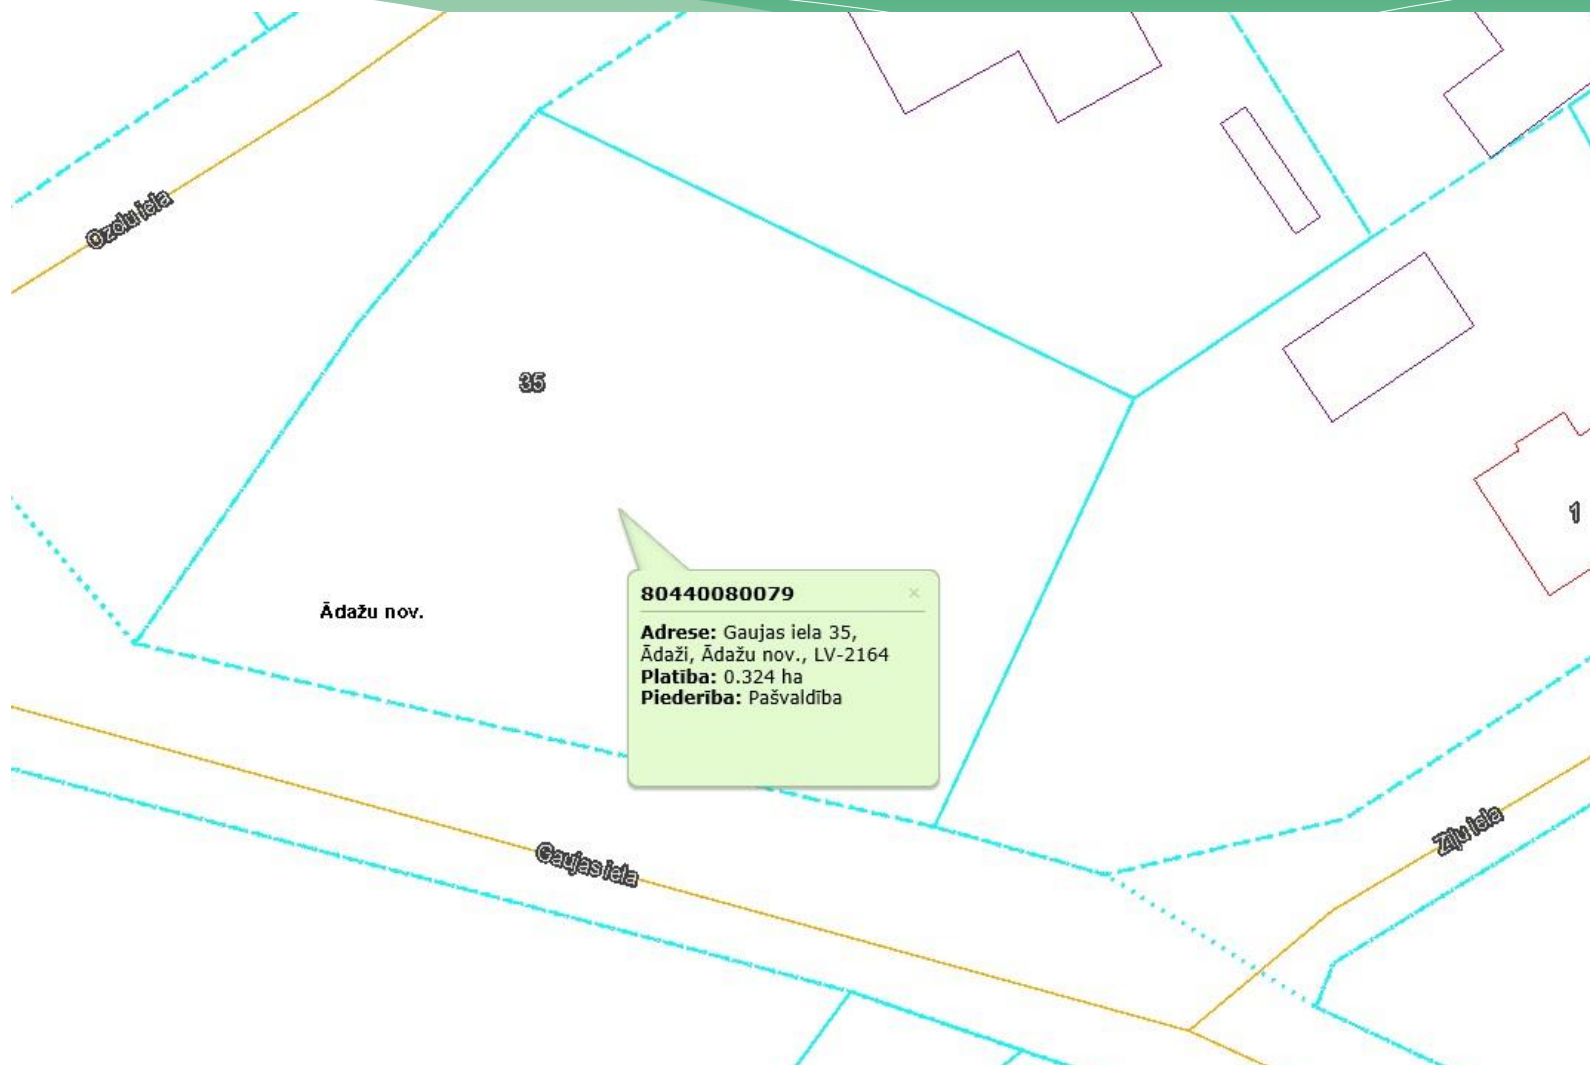 Ozolu iela
35
Ādažu nov.
80440080079
Adrese: Gaujas iela 35,
Ādaži, Ādažu nov., LV-2164
Platība: 0.324 ha
Piederība: Pašvaldība
1
Gaujas iela
Zīļu iela